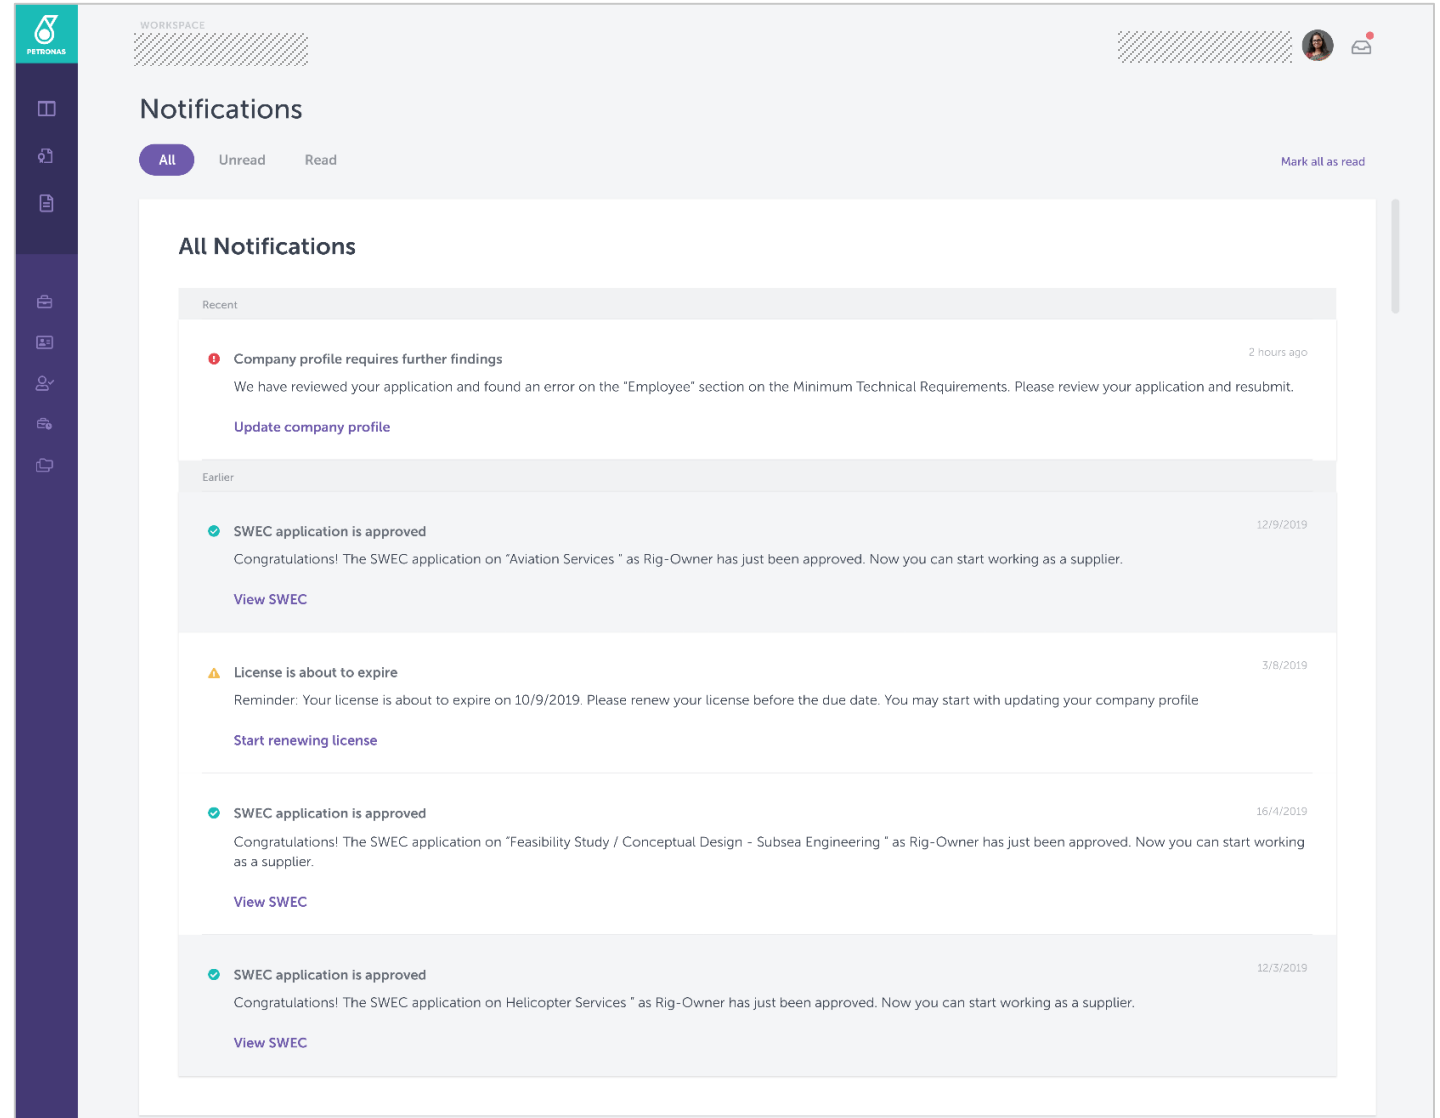 PETRONAS
WORKSPACE
Notifications
All
Unread
Read
Mark all as read
All Notifications
Recent
Company profile requires further findings
2 hours ago
We have reviewed your application and found an error on the “Employee” section on the Minimum Technical Requirements. Please review your application and resubmit.
Update company profile
Earlier
SWEC application is approved
12/9/2019
Congratulations! The SWEC application on “Aviation Services ” as Rig-Owner has just been approved. Now you can start working as a supplier.
View SWEC
License is about to expire
3/8/2019
Reminder: Your license is about to expire on 10/9/2019. Please renew your license before the due date. You may start with updating your company profile
Start renewing license
SWEC application is approved
16/4/2019
Congratulations! The SWEC application on “Feasibility Study / Conceptual Design - Subsea Engineering ” as Rig-Owner has just been approved. Now you can start working
as a supplier.
View SWEC
SWEC application is approved
12/3/2019
Congratulations! The SWEC application on Helicopter Services ” as Rig-Owner has just been approved. Now you can start working as a supplier.
View SWEC